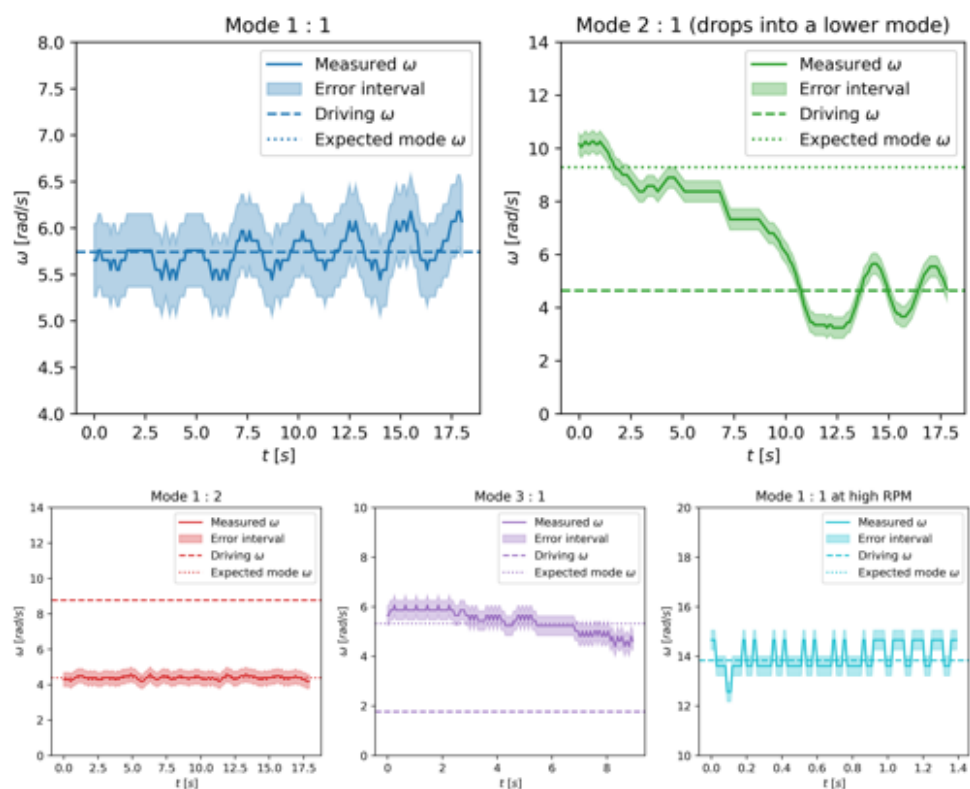 Mode 1 : 1
8.0
7.5
7.0
6.5
6.0
5.5
5.0
4.5
4.0
ω [rad/s]
Measured ω
Error interval
Driving ω
Expected mode ω
0.0 2.5 5.0 7.5 10.0 12.5 15.0 17.5
t [s]
Mode 2 : 1 (drops into a lower mode)
14
12
10
8
6
4
2
0
ω [rad/s]
Measured ω
Error interval
Driving ω
Expected mode ω
0.0 2.5 5.0 7.5 10.0 12.5 15.0 17.5
t [s]
Mode 1 : 2
14
12
10
8
6
4
2
0
ω [rad/s]
Measured ω
Error interval
Driving ω
Expected mode ω
0.0 2.5 5.0 7.5 10.0 12.5 15.0 17.5
t [s]
Mode 3 : 1
10
8
6
4
2
0
ω [rad/s]
Measured ω
Error interval
Driving ω
Expected mode ω
0 2 4 6 8
t [s]
Mode 1 : 1 at high RPM
20
18
16
14
12
10
ω [rad/s]
Measured ω
Error interval
Driving ω
Expected mode ω
0.0 0.2 0.4 0.6 0.8 1.0 1.2 1.4
t [s]